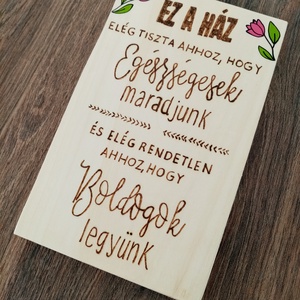 EZ A HÁZ
ELÉG TISZTA AHHOZ, HOGY
Egészségesek
maradjunk
ÉS ELÉG RENDETLEN
AHHOZ, HOGY
Boldogok
legyünk